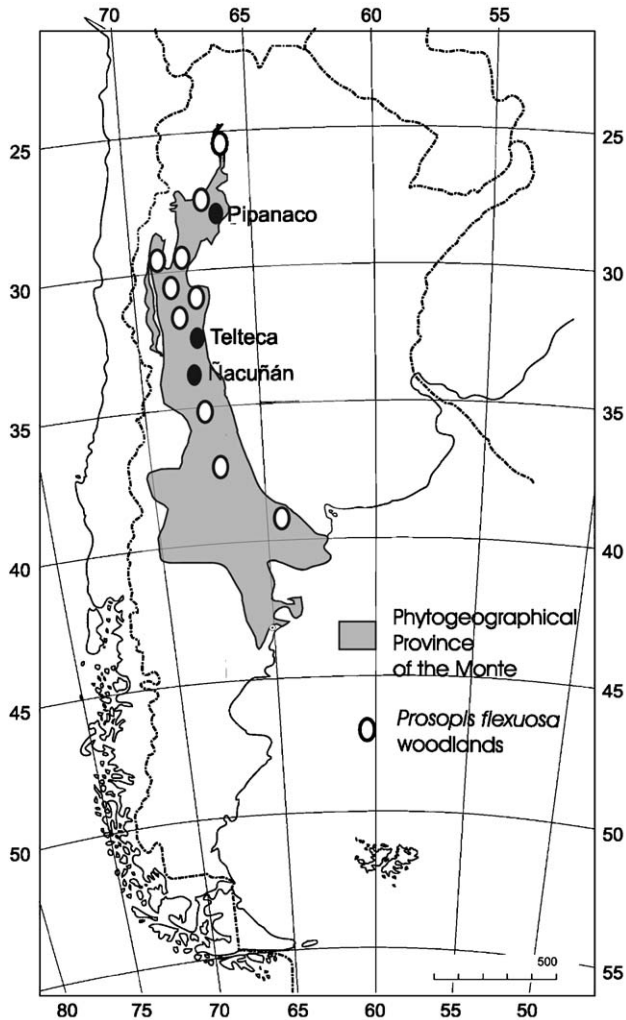 70 65 60 55
25 25
Pipanaco
30 30
Telteca
Ñacuñán
35 35
40 40
Phytogeographical
Province
of the Monte
45 45
Prosopis flexuosa
woodlands
50 50
500
55
80 75 70 65 60 55 50